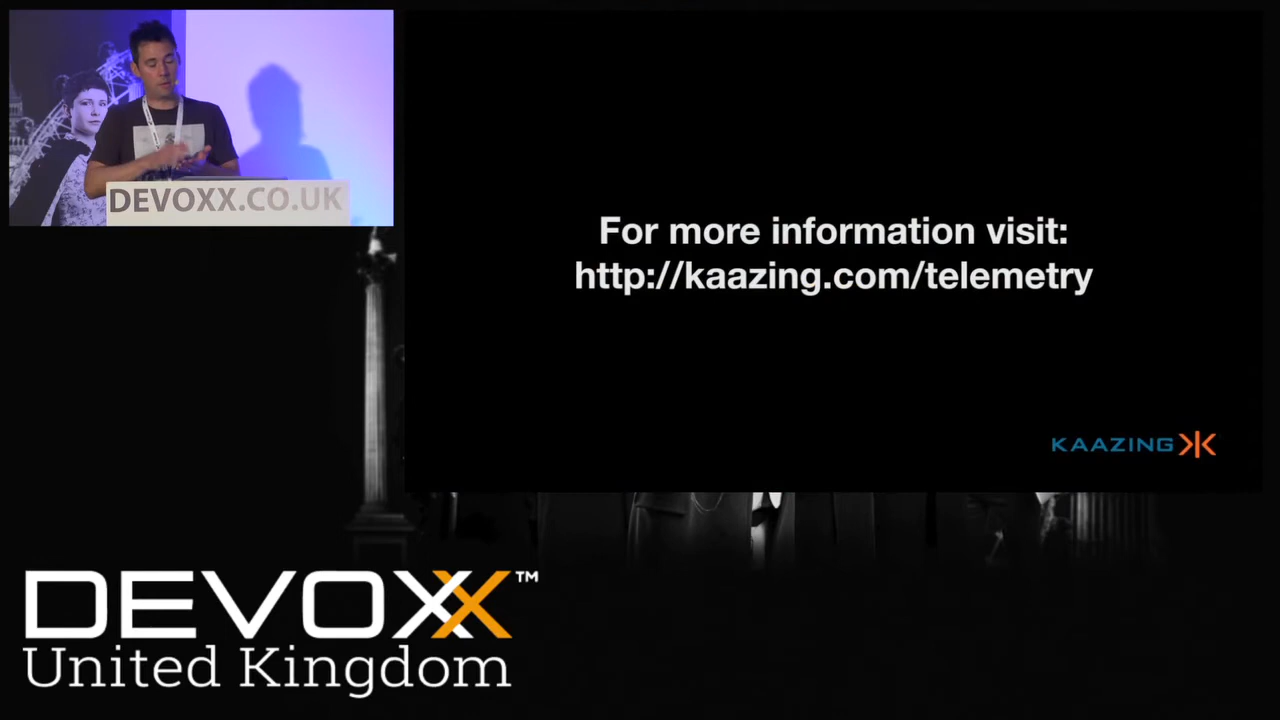 DEVOXX.CO.UK
For more information visit:
http://kaazing.com/telemetry
KAAZING
DEVOXX™
United Kingdom